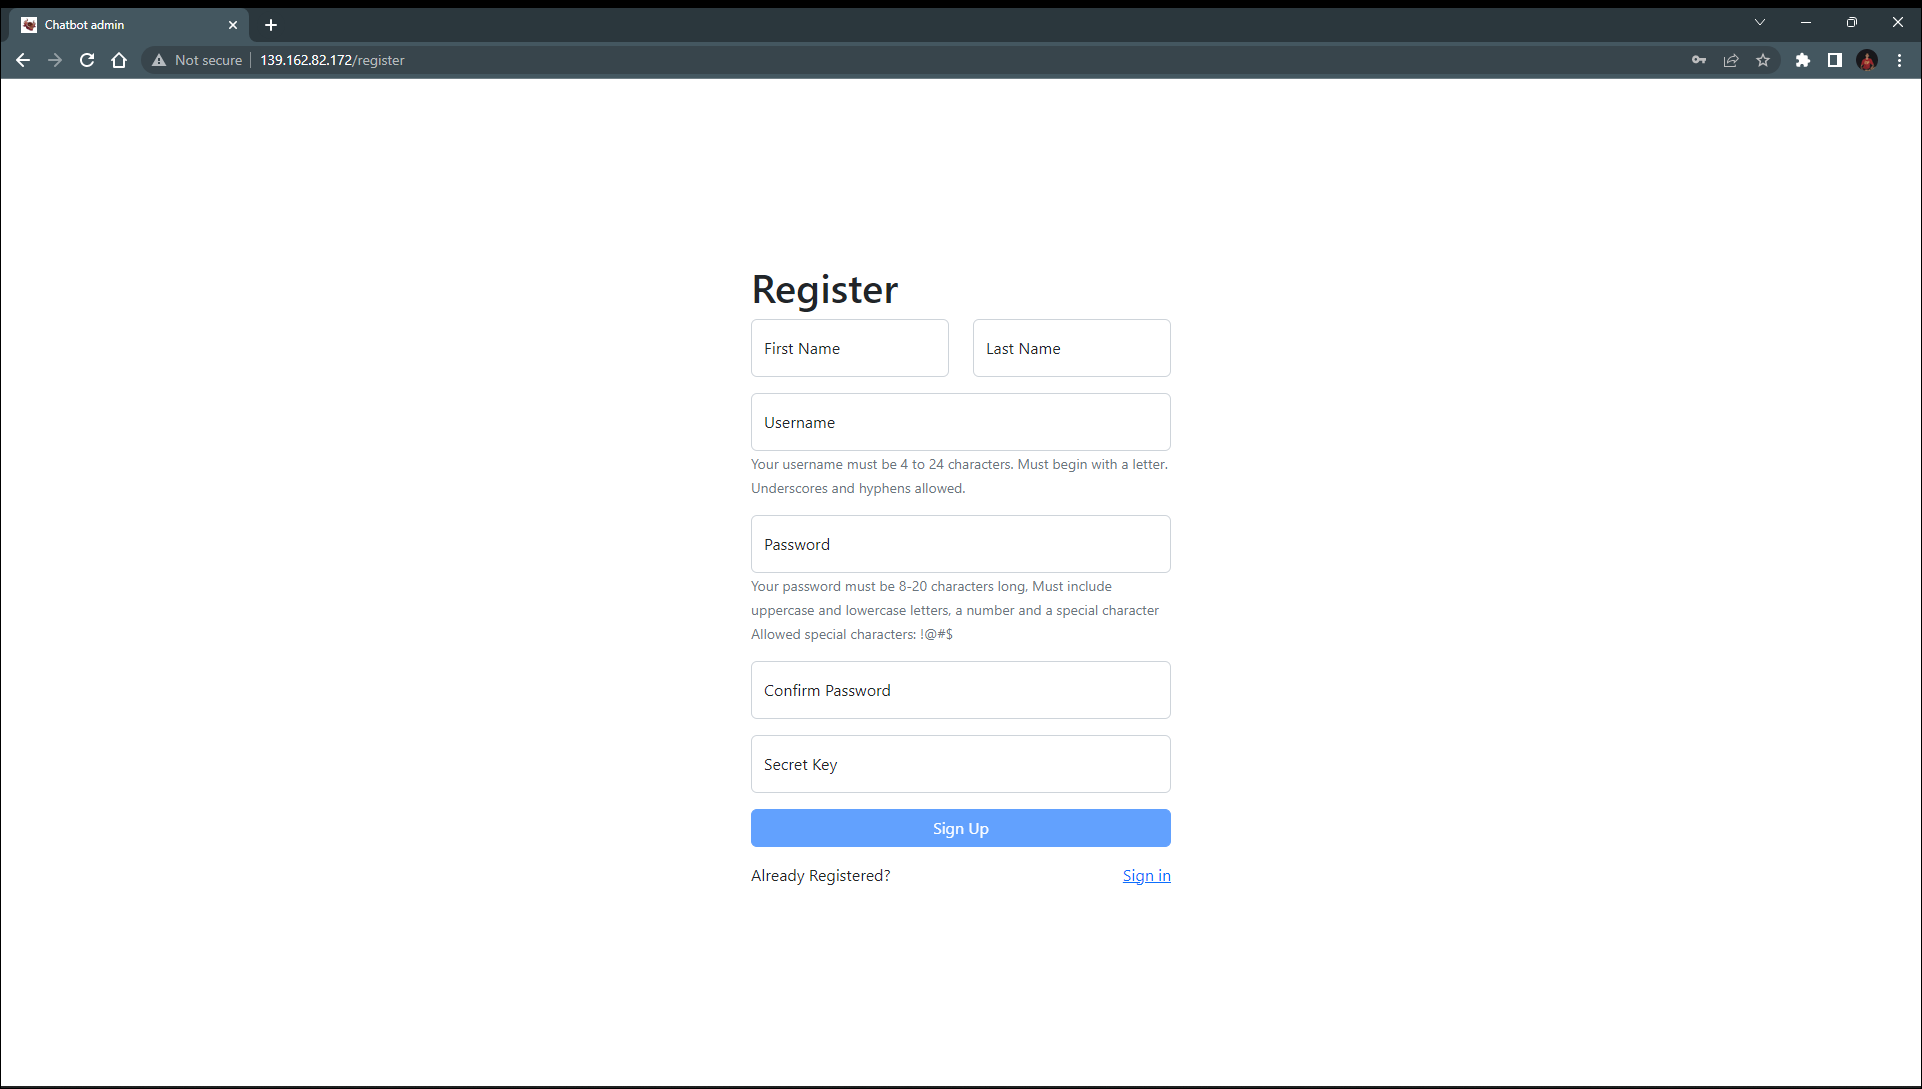 Chatbot admin
Not secure
139.162.82.172/register
Register
First Name
Last Name
Username
Your username must be 4 to 24 characters. Must begin with a letter.
Underscores and hyphens allowed.
Password
Your password must be 8-20 characters long, Must include
uppercase and lowercase letters, a number and a special character
Allowed special characters: !@#$
Confirm Password
Secret Key
Sign Up
Already Registered?
Sign in